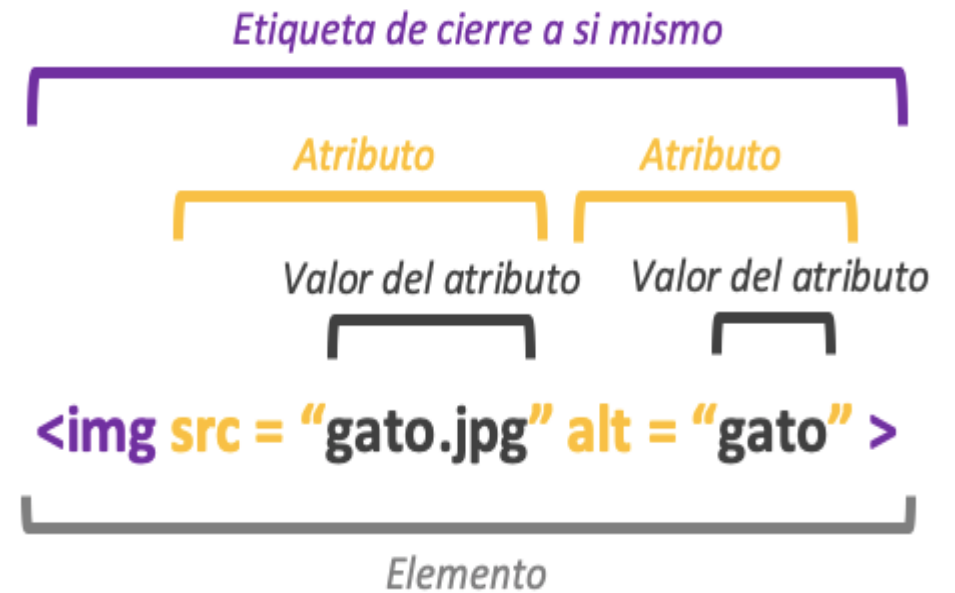 Etiqueta de cierre a si mismo
Atributo Atributo
Valor del atributo Valor del atributo
<img src = “gato.jpg” alt = “gato” >
Elemento